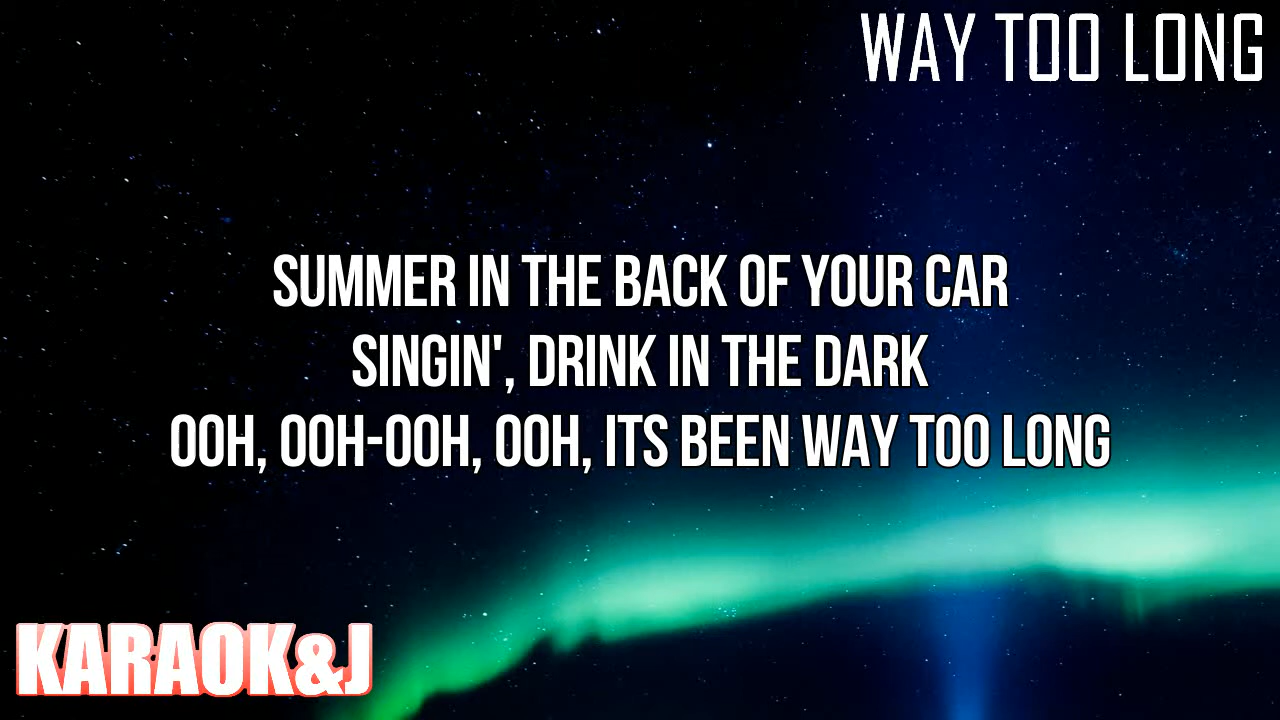 WAY TOO LONG
SUMMER IN THE BACK OF YOUR CAR
SINGIN', DRINK IN THE DARK
OOH, OOH-OOH, OOH, ITS BEEN WAY TOO LONG
KARAOK&J